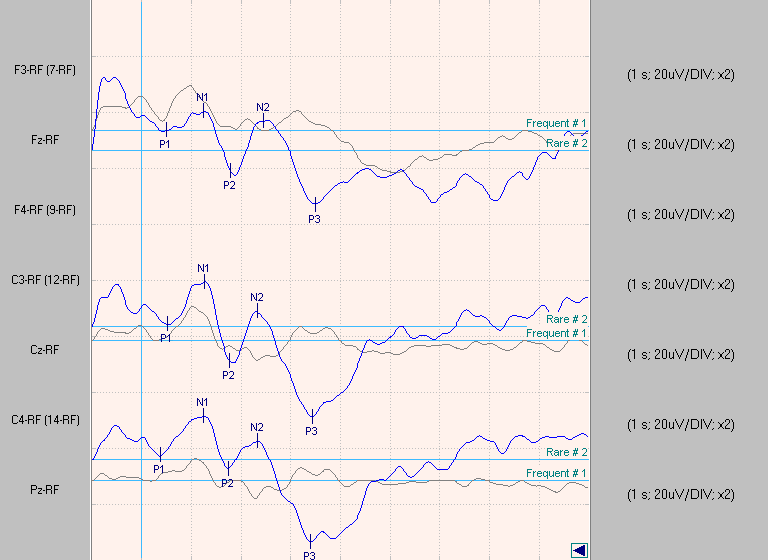 F3-RF (7-RF)
(1 s; 20uV/DIV; x2)
N1
N2
Frequent # 1
Fz-RF
P1
Rare # 2
(1 s; 20uV/DIV; x2)
P2
F4-RF (9-RF)
P3
(1 s; 20uV/DIV; x2)
N1
C3-RF (12-RF)
(1 s; 20uV/DIV; x2)
N2
Rare # 2
P1
Frequent # 1
Cz-RF
(1 s; 20uV/DIV; x2)
P2
N1
C4-RF (14-RF)
N2
P3
(1 s; 20uV/DIV; x2)
Rare # 2
P1
Frequent # 1
P2
Pz-RF
(1 s; 20uV/DIV; x2)
P3